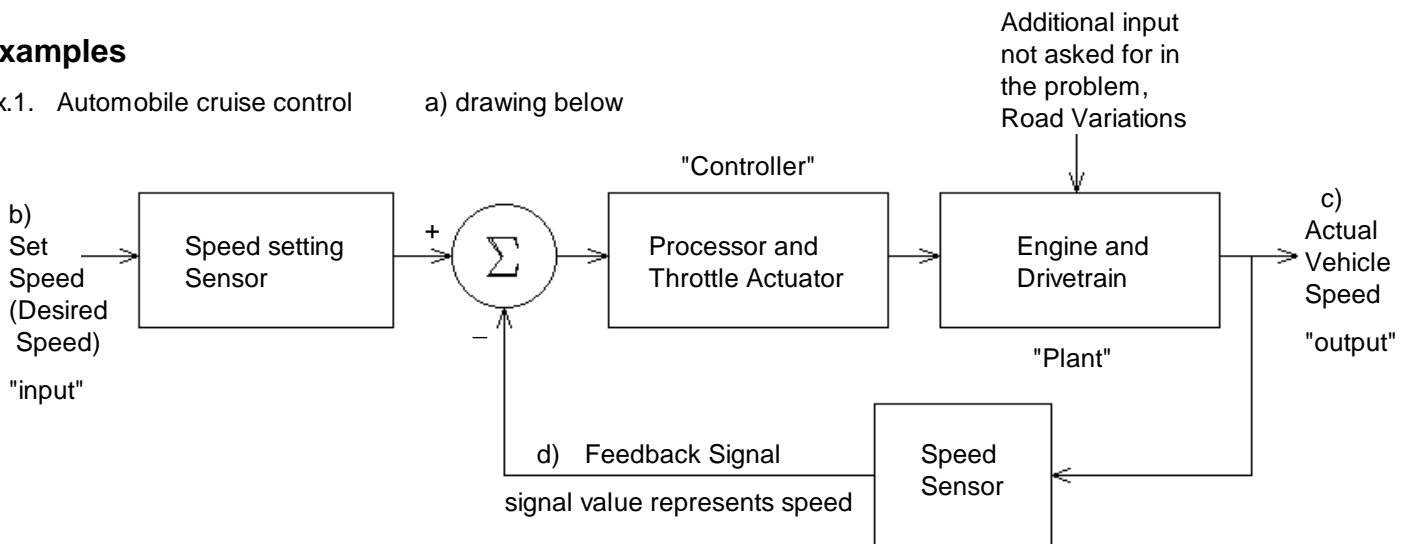 xamples
x.1. Automobile cruise control a) drawing below
Additional input
not asked for in
the problem,
Road Variations
"Controller"
b)
Set
Speed
(Desired
Speed)
"input"
Speed setting
Sensor
+
Σ
−
Processor and
Throttle Actuator
Engine and
Drivetrain
"Plant"
c)
Actual
Vehicle
Speed
"output"
d) Feedback Signal
signal value represents speed
Speed
Sensor